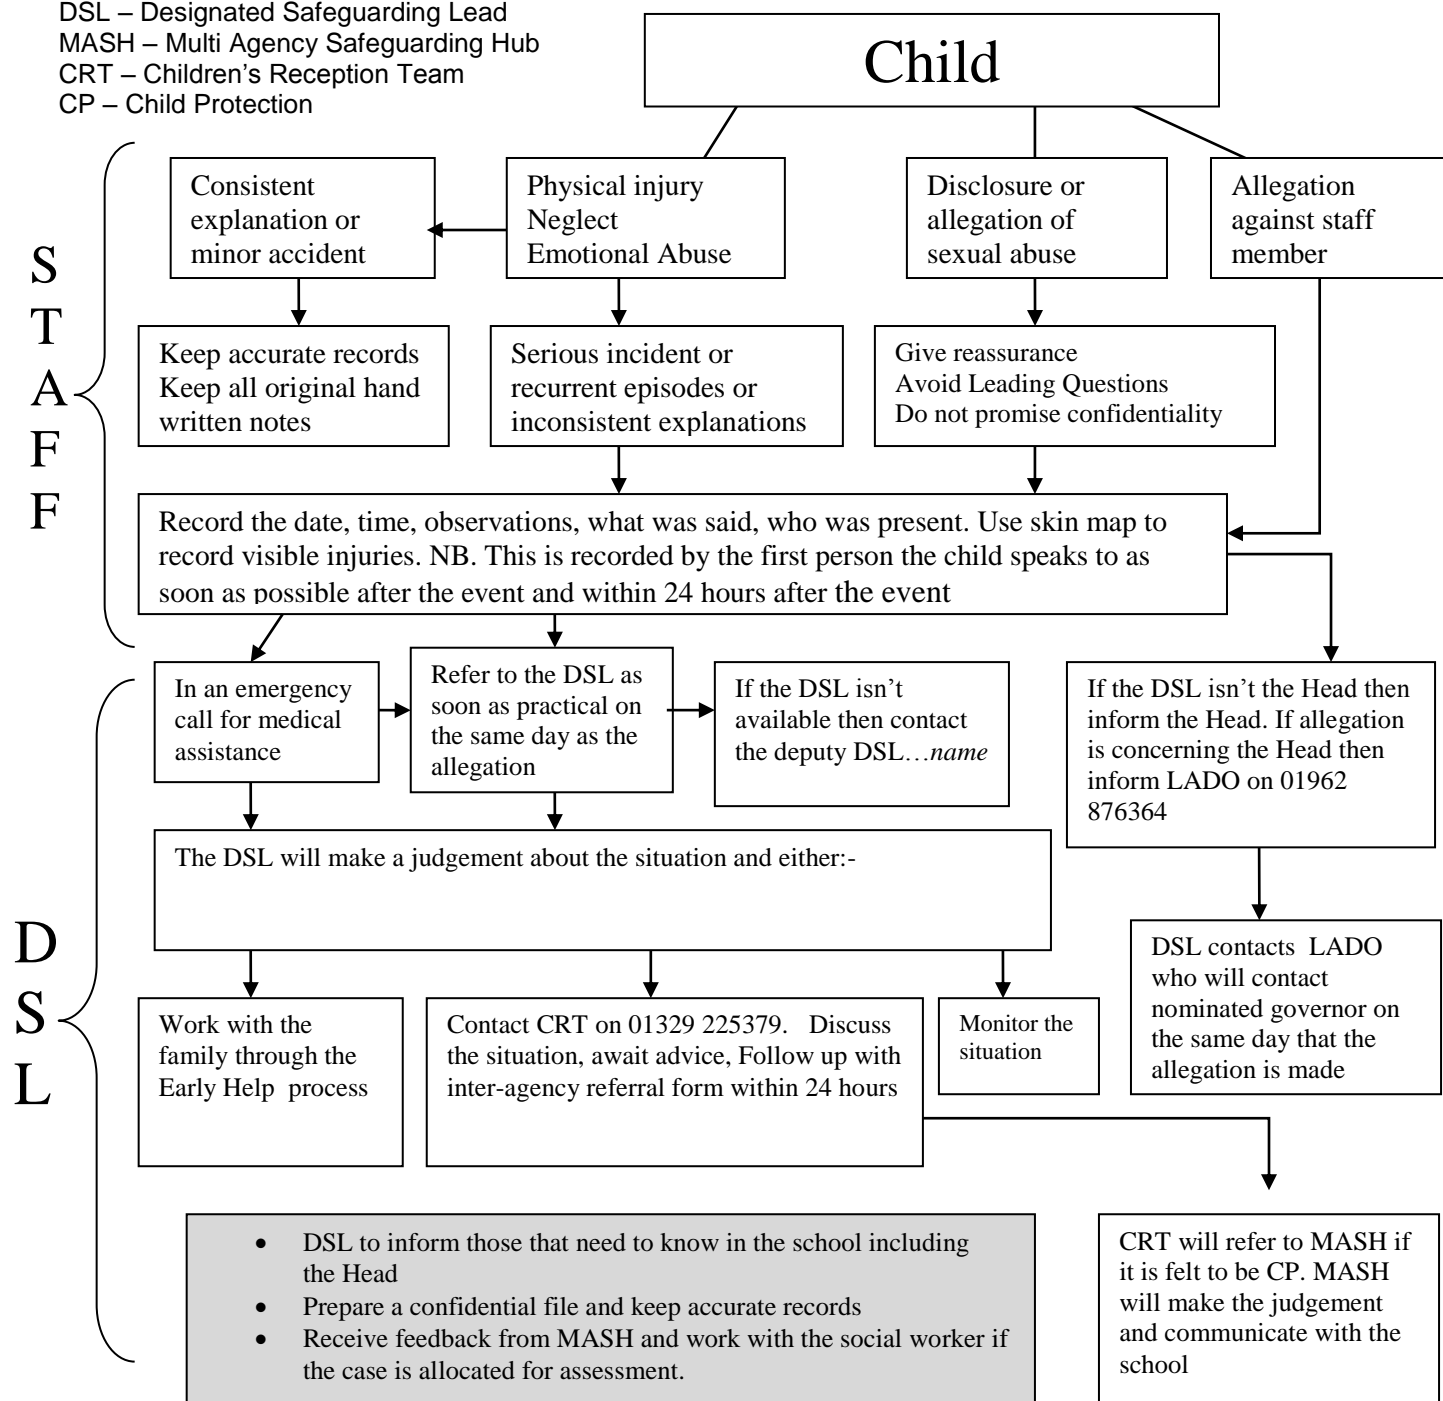 DSL – Designated Safeguarding Lead
MASH – Multi Agency Safeguarding Hub
CRT – Children's Reception Team
CP – Child Protection
Child
S
T
A
F
F
Consistent
explanation or
minor accident
Physical injury
Neglect
Emotional Abuse
Disclosure or
allegation of
sexual abuse
Allegation
against staff
member
Keep accurate records
Keep all original hand
written notes
Serious incident or
recurrent episodes or
inconsistent explanations
Give reassurance
Avoid Leading Questions
Do not promise confidentiality
Record the date, time, observations, what was said, who was present. Use skin map to
record visible injuries. NB. This is recorded by the first person the child speaks to as
soon as possible after the event and within 24 hours after the event
D
S
L
In an emergency
call for medical
assistance
Refer to the DSL as
soon as practical on
the same day as the
allegation
If the DSL isn't
available then contact
the deputy DSL…name
If the DSL isn't the Head then
inform the Head. If allegation
is concerning the Head then
inform LADO on 01962
876364
The DSL will make a judgement about the situation and either:-
DSL contacts LADO
who will contact
nominated governor on
the same day that the
allegation is made
Work with the
family through the
Early Help process
Contact CRT on 01329 225379. Discuss
the situation, await advice, Follow up with
inter-agency referral form within 24 hours
Monitor the
situation
• DSL to inform those that need to know in the school including
the Head
• Prepare a confidential file and keep accurate records
• Receive feedback from MASH and work with the social worker if
the case is allocated for assessment.
CRT will refer to MASH if
it is felt to be CP. MASH
will make the judgement
and communicate with the
school